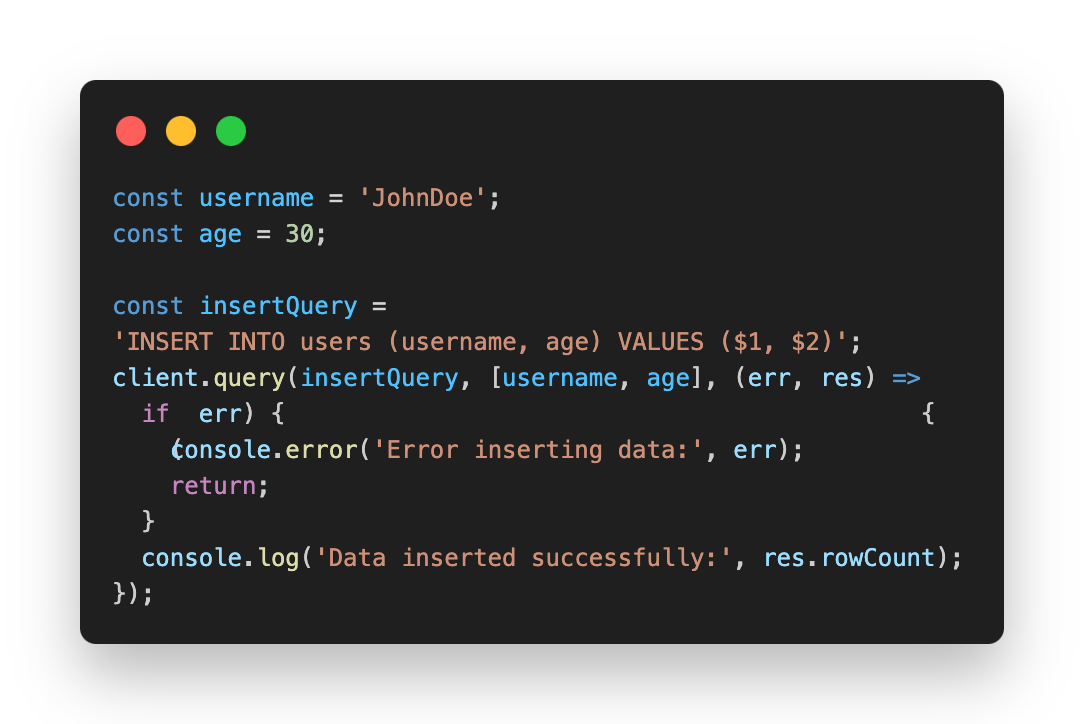 const username = 'JohnDoe';
const age = 30;
const insertQuery =
'INSERT INTO users (username, age) VALUES ($1, $2)';
client.query(insertQuery, [username, age], (err, res) =>
if err) { {
(console.error('Error inserting data:', err);
return;
}
console.log('Data inserted successfully:', res.rowCount);
});